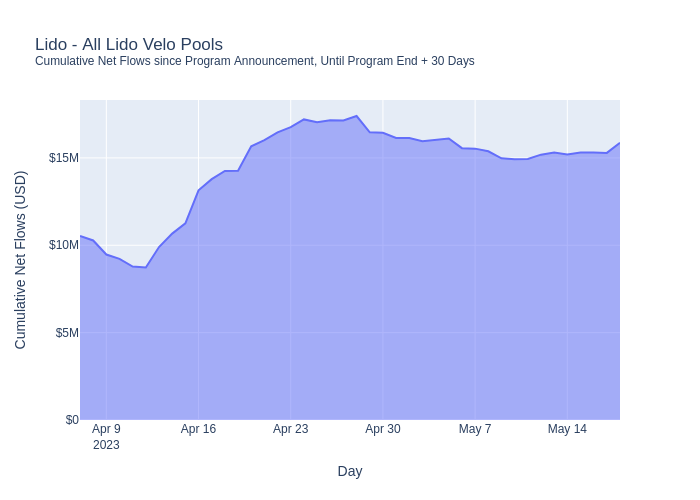 Lido - All Lido Velo Pools
Cumulative Net Flows since Program Announcement, Until Program End + 30 Days
Cumulative Net Flows (USD)
$15M
$10M
$5M
$0
Apr 9 Apr 16 Apr 23 Apr 30 May 7 May 14
2023
Day